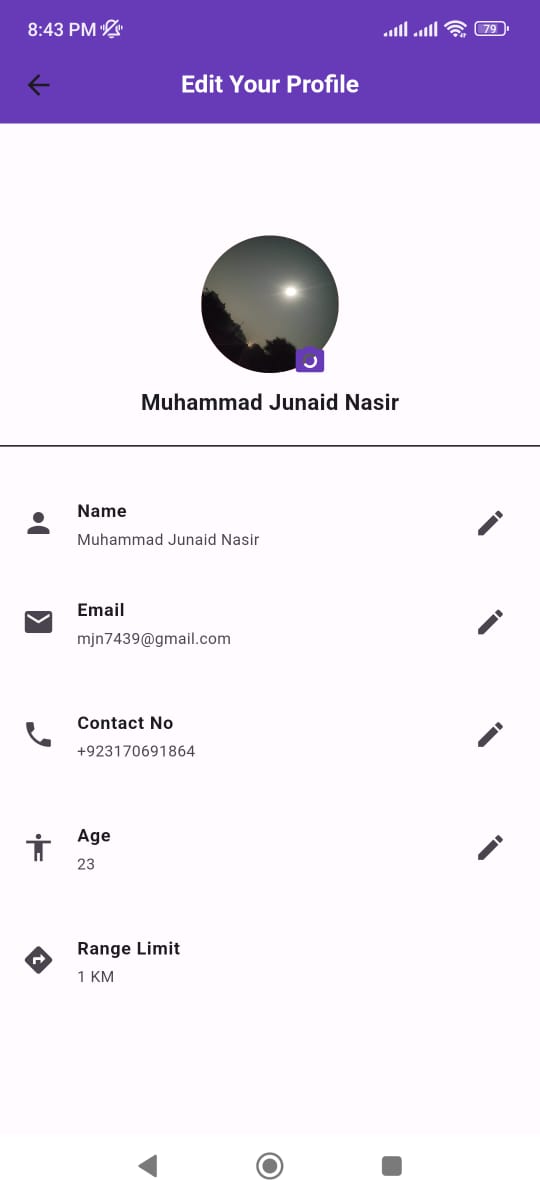 8:43 PM
79
Edit Your Profile
Muhammad Junaid Nasir
Name
Muhammad Junaid Nasir
Email
mjn7439@gmail.com
Contact No
+923170691864
Age
23
Range Limit
1 KM